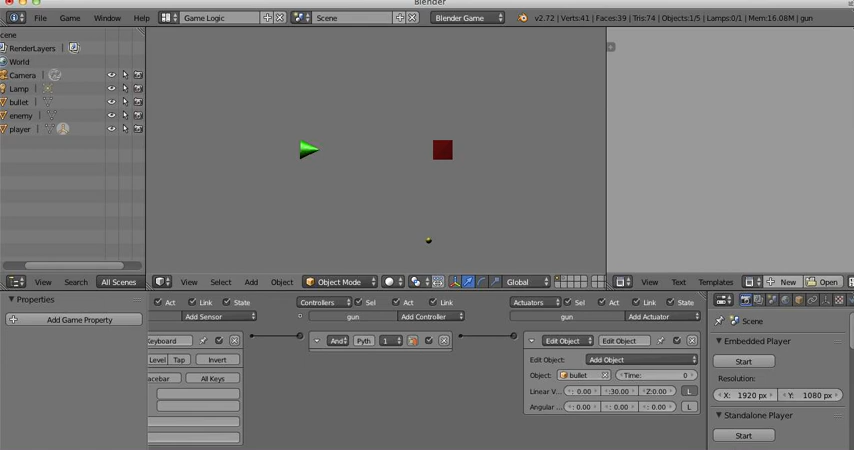 Blender
File Game Window Help Game Logic Scene Blender Game v2.72 | Verts:41 | Faces:39 | Tris:74 | Objects:1/5 | Lamps:0/1 | Mem:16.08M | gun
cene
RenderLayers |
World
Camera |
Lamp |
bullet |
enemy |
player |
View Search All Scenes
View Select Add Object Object Mode Global
View Text Templates New Open
Properties
Add Game Property
Act Link State
Add Sensor
eyboard
Level Tap Invert
acebar All Keys
Controllers Sel Act Link
gun Add Controller
And Pyth 1
Actuators Sel Act Link State
gun Add Actuator
Edit Object Edit Object
Edit Object: Add Object
Object: bullet Time: 0
Linear V... : 0.00 :30.00 Z:0.00 L
Angular ... : 0.00 : 0.00 : 0.00 L
Scene
Embedded Player
Start
Resolution:
X: 1920 px Y: 1080 px
Standalone Player
Start